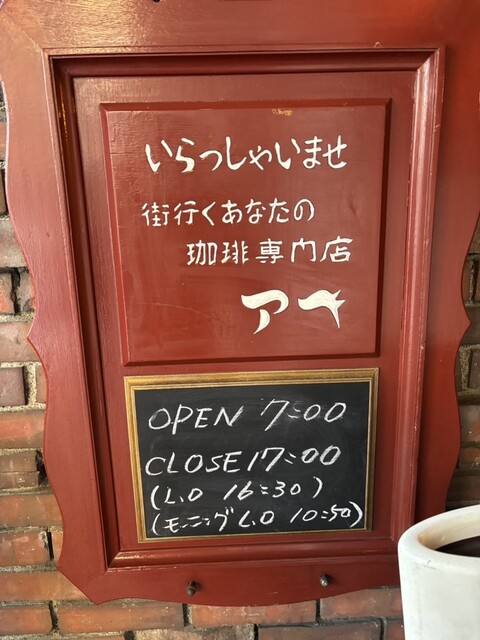 いらっしゃいませ
街行くあなたの
珈琲専門店
アベ
OPEN 7:00
CLOSE 17:00
(L.O 16:30)
(モーニング L.O 10:50)